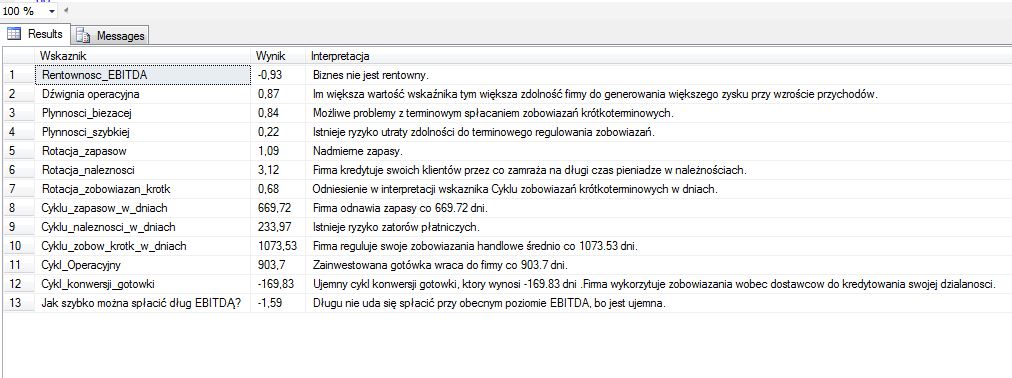 100 %
Results Messages
Wskaznik Wynik Interpretacja
1 Rentownosc_EBITDA -0,93 Biznes nie jest rentowny.
2 Dźwignia operacyjna 0,87 Im większa wartość wskaźnika tym większa zdolność firmy do generowania większego zysku przy wzroście przychodów.
3 Plynnosci_biezacej 0,84 Możliwe problemy z terminowym spłacaniem zobowiazań krótkoterminowych.
4 Plynnosci_szybkiej 0,22 Istnieje ryzyko utraty zdolności do terminowego regulowania zobowiazań.
5 Rotacja_zapasow 1,09 Nadmierne zapasy.
6 Rotacja_naleznosci 3,12 Firma kredytuje swoich klientów przez co zamraża na długi czas pieniadze w należnościach.
7 Rotacja_zobowiazan_krotk 0,68 Odniesienie w interpretacji wskaznika Cyklu zobowiazań krótkoterminowych w dniach.
8 Cyklu_zapasow_w_dniach 669,72 Firma odnawia zapasy co 669.72 dni.
9 Cyklu_naleznosci_w_dniach 233,97 Istnieje ryzyko zatorów płatniczych.
10 Cyklu_zobow_krotk_w_dniach 1073,53 Firma reguluje swoje zobowiazania handlowe średnio co 1073.53 dni.
11 Cykl_Operacyjny 903,7 Zainwestowana gotówka wraca do firmy co 903.7 dni.
12 Cykl_konwersji_gotowki -169,83 Ujemny cykl konwersji gotowki, ktory wynosi -169.83 dni .Firma wykorzytuje zobowiazania wobec dostawcow do kredytowania swojej dzialanosci.
13 Jak szybko można spłacić dług EBITDĄ? -1,59 Długu nie uda się spłacić przy obecnym poziomie EBITDA, bo jest ujemna.